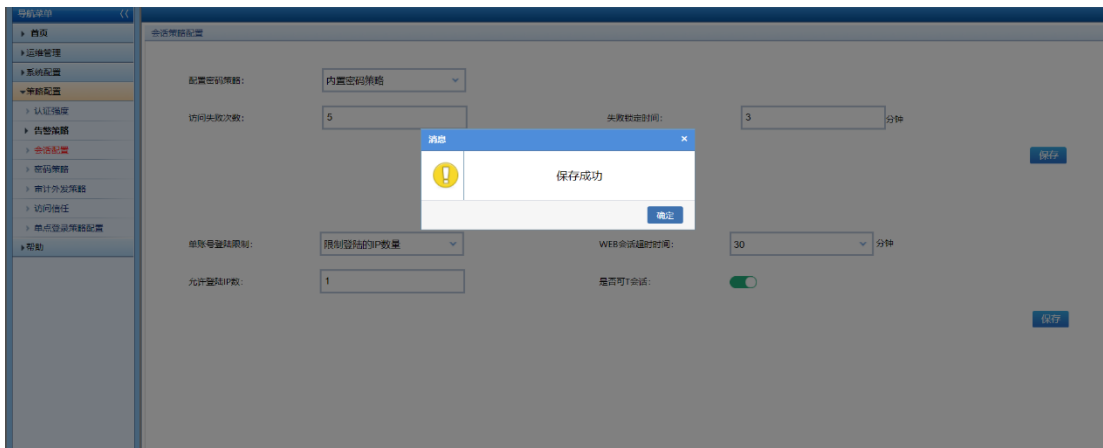 导航菜单
首页
运维管理
系统配置
策略配置
认证强度
告警策略
会话配置
密码策略
审计外发策略
访问信任
单点登录策略配置
帮助
会话策略配置
配置密码策略： 内置密码策略
访问失败次数： 5 失败锁定时间： 3 分钟
保存
消息 ×
保存成功
确定
单账号登陆限制： 限制登陆的IP数量 WEB会话超时时间： 30 分钟
允许登陆IP数： 1 是否可T会话：
保存